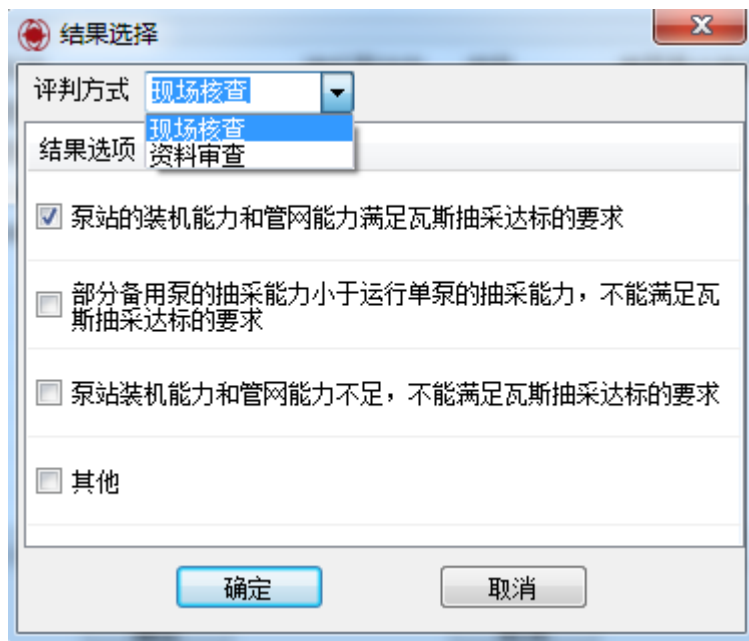 结果选择
评判方式 现场核查
现场核查
结果选项 资料审查
泵站的装机能力和管网能力满足瓦斯抽采达标的要求
部分备用泵的抽采能力小于运行单泵的抽采能力，不能满足瓦
斯抽采达标的要求
泵站装机能力和管网能力不足，不能满足瓦斯抽采达标的要求
其他
确定 取消